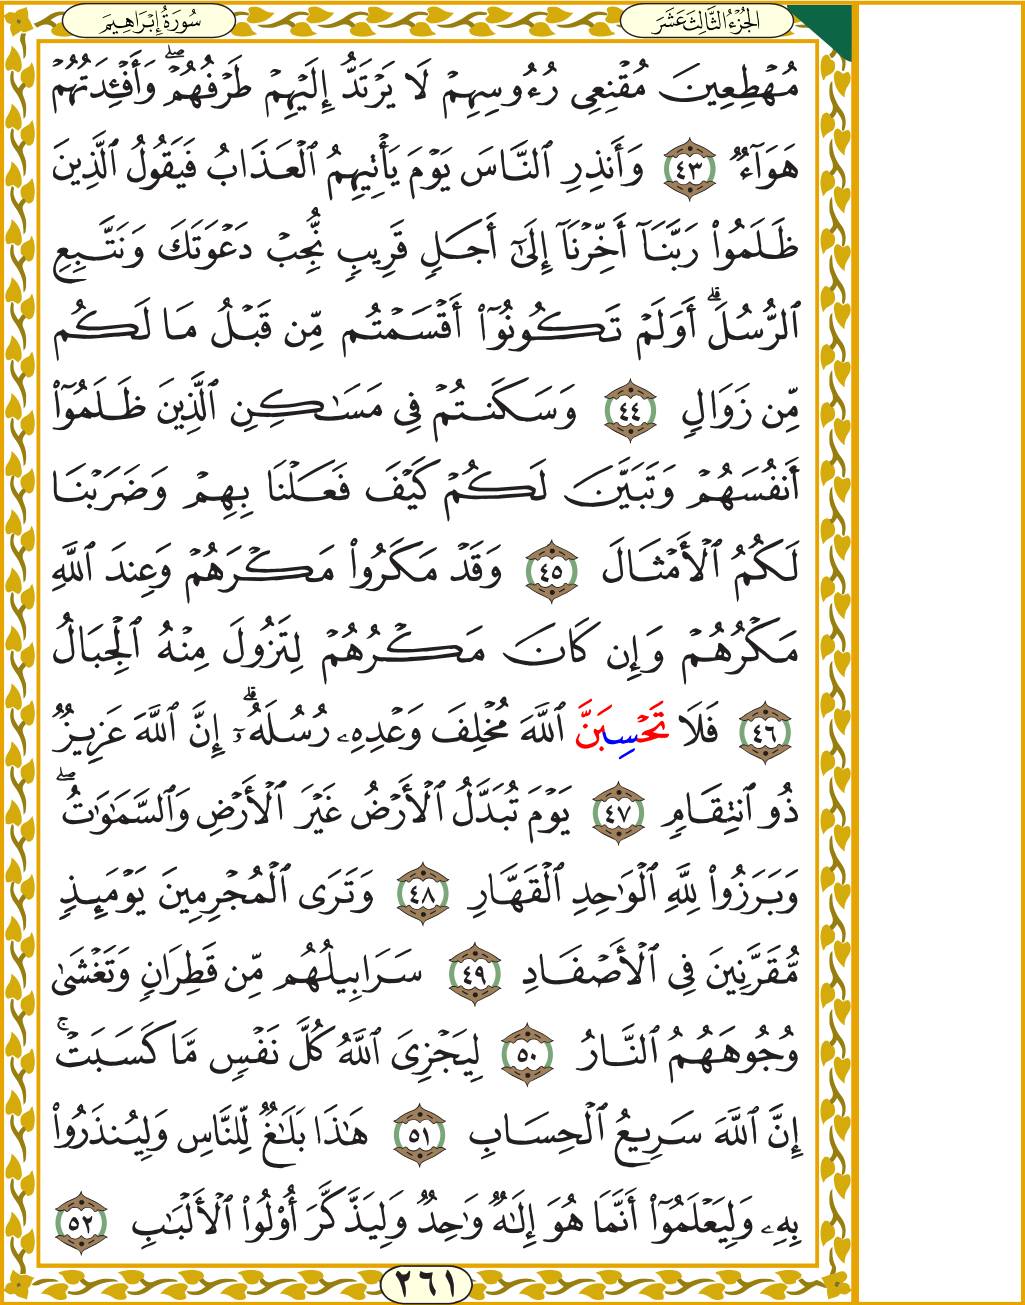 الجُزْءُ الثَّالِثَ عَشَرَ
سُورَةُ إِبْرَاهِيمَ
مُهۡطِعِينَ مُقۡنِعِي رُءُوسِهِمۡ لَا يَرۡتَدُّ إِلَيۡهِمۡ طَرۡفُهُمۡۖ وَأَفۡـِٔدَتُهُمۡ
هَوَآءٞ ٤٣ وَأَنذِرِ ٱلنَّاسَ يَوۡمَ يَأۡتِيهِمُ ٱلۡعَذَابُ فَيَقُولُ ٱلَّذِينَ
ظَلَمُواْ رَبَّنَآ أَخِّرۡنَآ إِلَىٰٓ أَجَلٖ قَرِيبٖ نُّجِبۡ دَعۡوَتَكَ وَنَتَّبِعِ
ٱلرُّسُلَۗ أَوَلَمۡ تَكُونُوٓاْ أَقۡسَمۡتُم مِّن قَبۡلُ مَا لَكُم
مِّن زَوَالٖ ٤٤ وَسَكَنتُمۡ فِي مَسَٰكِنِ ٱلَّذِينَ ظَلَمُوٓاْ
أَنفُسَهُمۡ وَتَبَيَّنَ لَكُمۡ كَيۡفَ فَعَلۡنَا بِهِمۡ وَضَرَبۡنَا
لَكُمُ ٱلۡأَمۡثَالَ ٤٥ وَقَدۡ مَكَرُواْ مَكۡرَهُمۡ وَعِندَ ٱللَّهِ
مَكۡرُهُمۡ وَإِن كَانَ مَكۡرُهُمۡ لِتَزُولَ مِنۡهُ ٱلۡجِبَالُ
٤٦ فَلَا تَحۡسِبَنَّ ٱللَّهَ مُخۡلِفَ وَعۡدِهِۦ رُسُلَهُۥٓۗ إِنَّ ٱللَّهَ عَزِيزٞ
ذُو ٱنتِقَامٖ ٤٧ يَوۡمَ تُبَدَّلُ ٱلۡأَرۡضُ غَيۡرَ ٱلۡأَرۡضِ وَٱلسَّمَٰوَٰتُۖ
وَبَرَزُواْ لِلَّهِ ٱلۡوَٰحِدِ ٱلۡقَهَّارِ ٤٨ وَتَرَى ٱلۡمُجۡرِمِينَ يَوۡمَئِذٖ
مُّقَرَّنِينَ فِي ٱلۡأَصۡفَادِ ٤٩ سَرَابِيلُهُم مِّن قَطِرَانٖ وَتَغۡشَىٰ
وُجُوهَهُمُ ٱلنَّارُ ٥٠ لِيَجۡزِيَ ٱللَّهُ كُلَّ نَفۡسٖ مَّا كَسَبَتۡۚ
إِنَّ ٱللَّهَ سَرِيعُ ٱلۡحِسَابِ ٥١ هَٰذَا بَلَٰغٞ لِّلنَّاسِ وَلِيُنذَرُواْ
بِهِۦ وَلِيَعۡلَمُوٓاْ أَنَّمَا هُوَ إِلَٰهٞ وَٰحِدٞ وَلِيَذَّكَّرَ أُوْلُواْ ٱلۡأَلۡبَٰبِ ٥٢
٢٦١